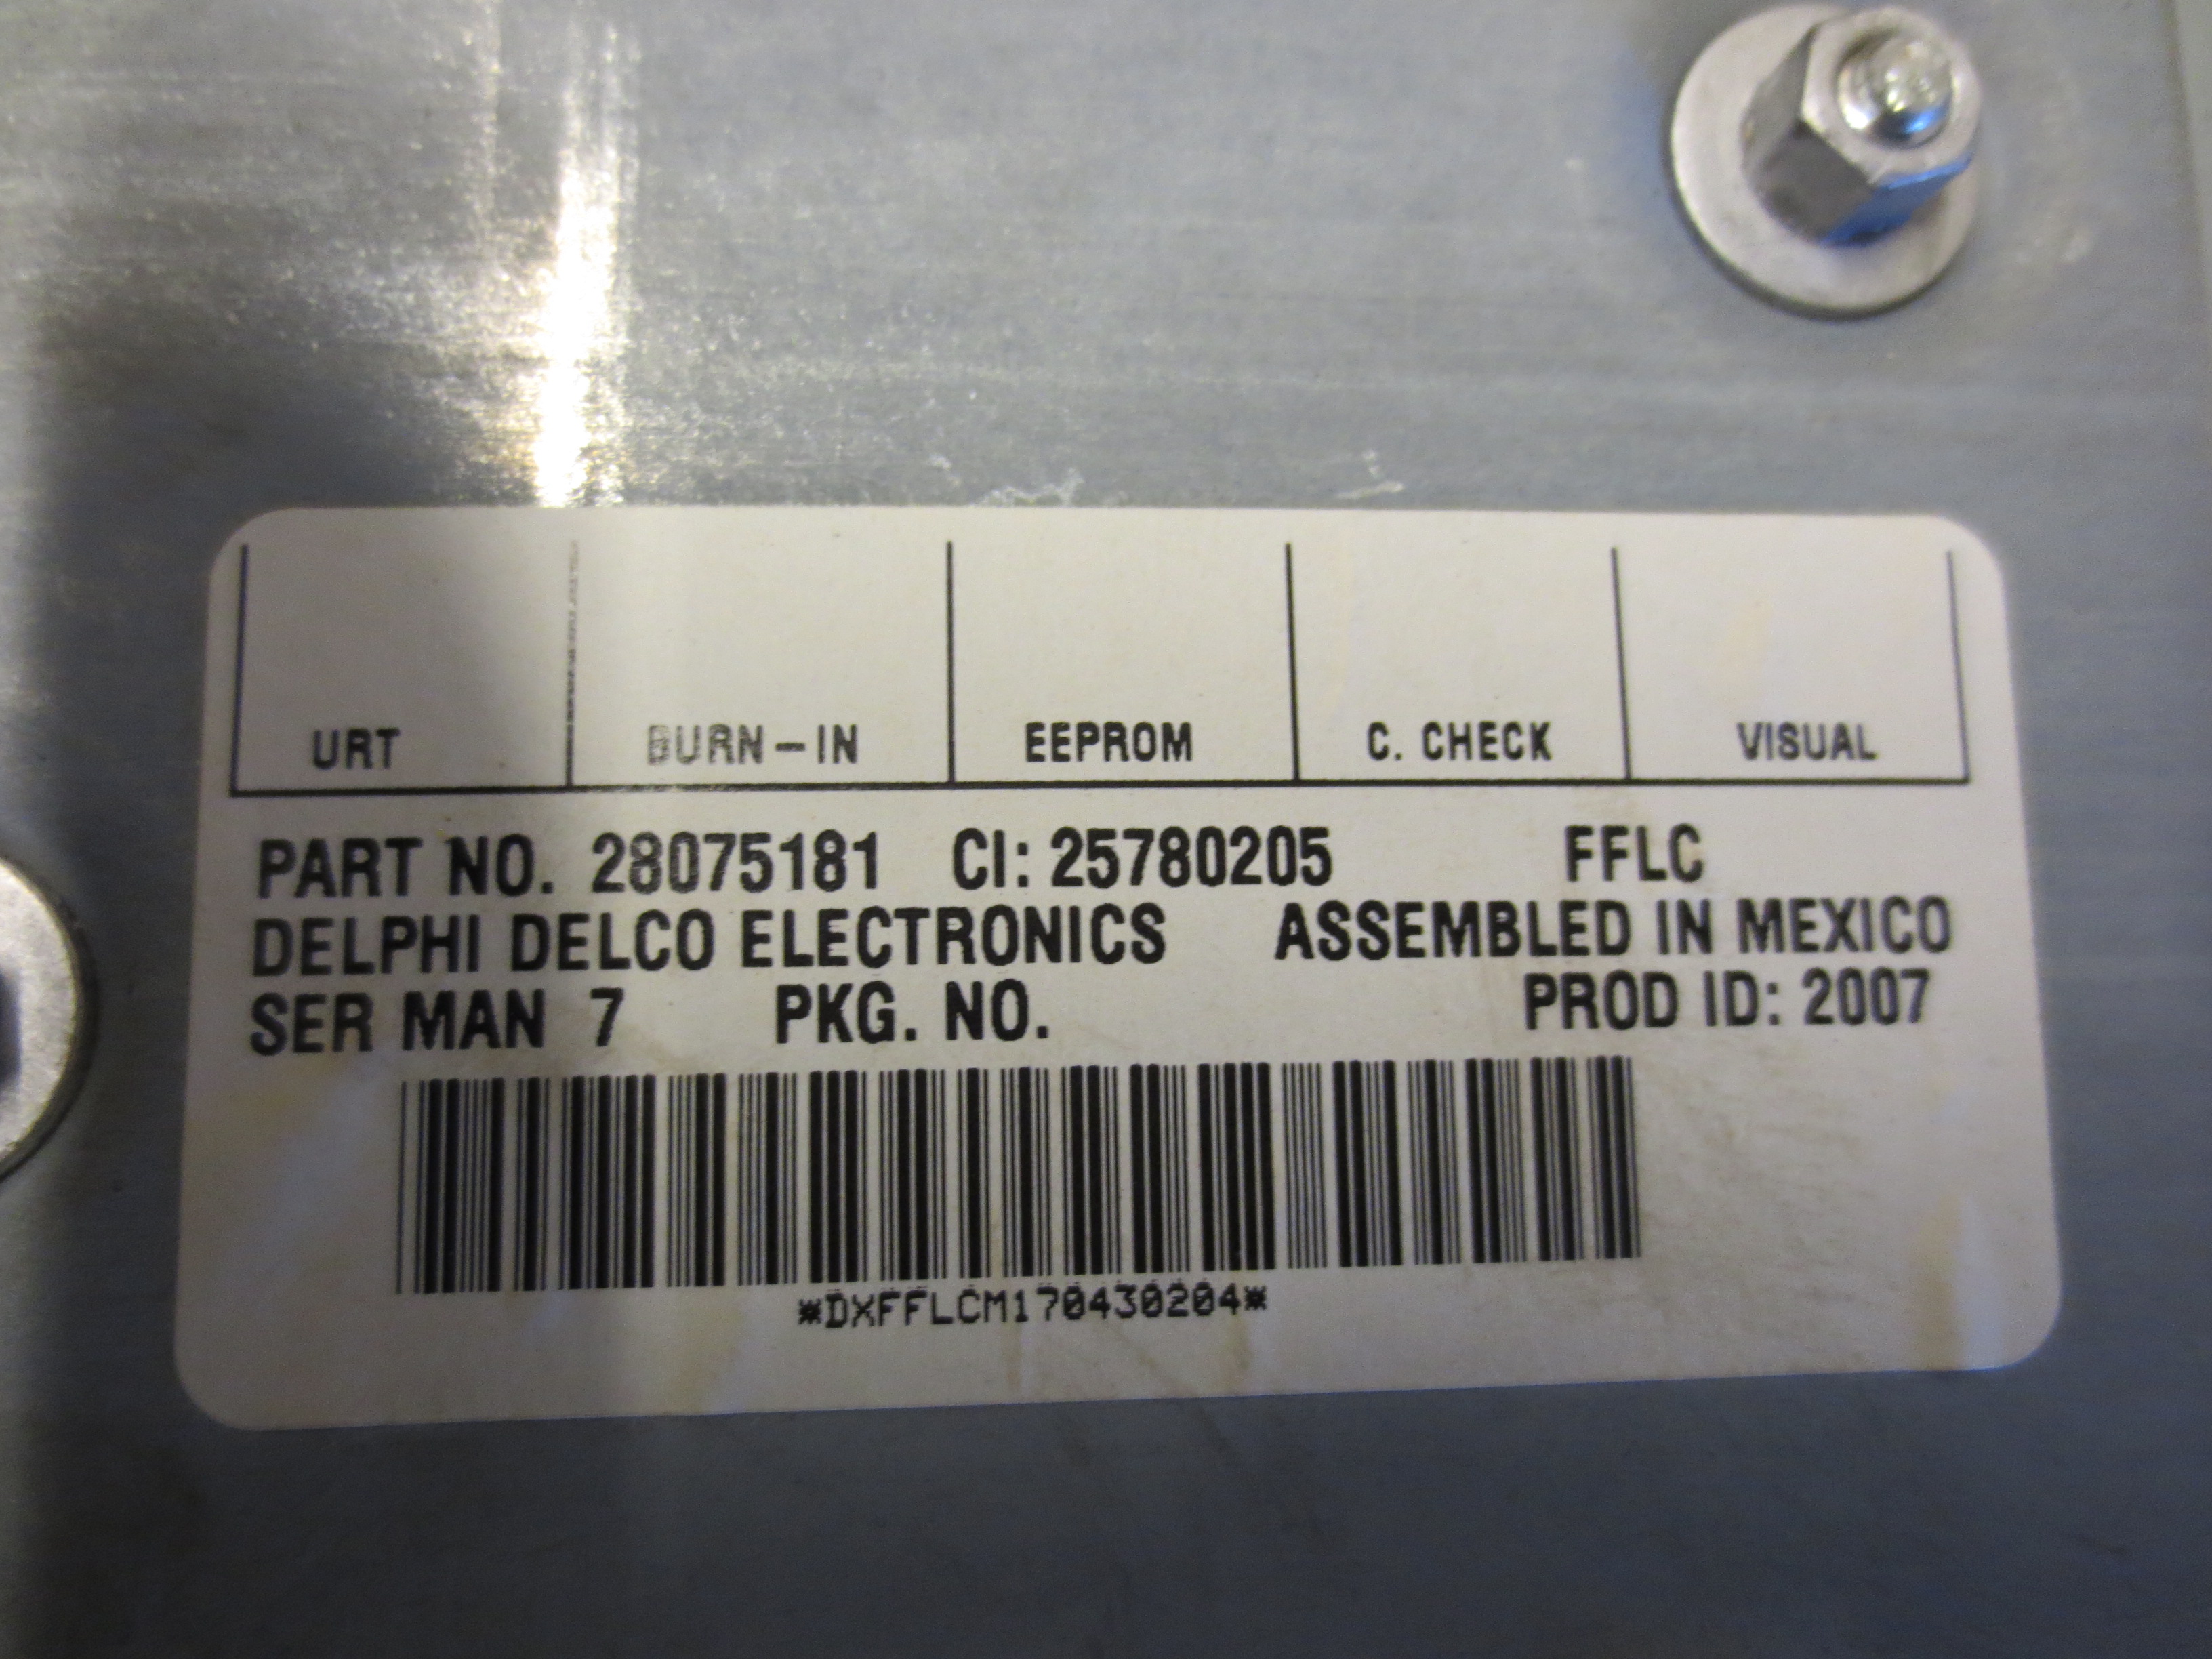 URT BURN-IN EEPROM C. CHECK VISUAL
PART NO. 28075181 CI: 25780205 FFLC
DELPHI DELCO ELECTRONICS ASSEMBLED IN MEXICO
SER MAN 7 PKG. NO. PROD ID: 2007
*DXFFLCM170430204*